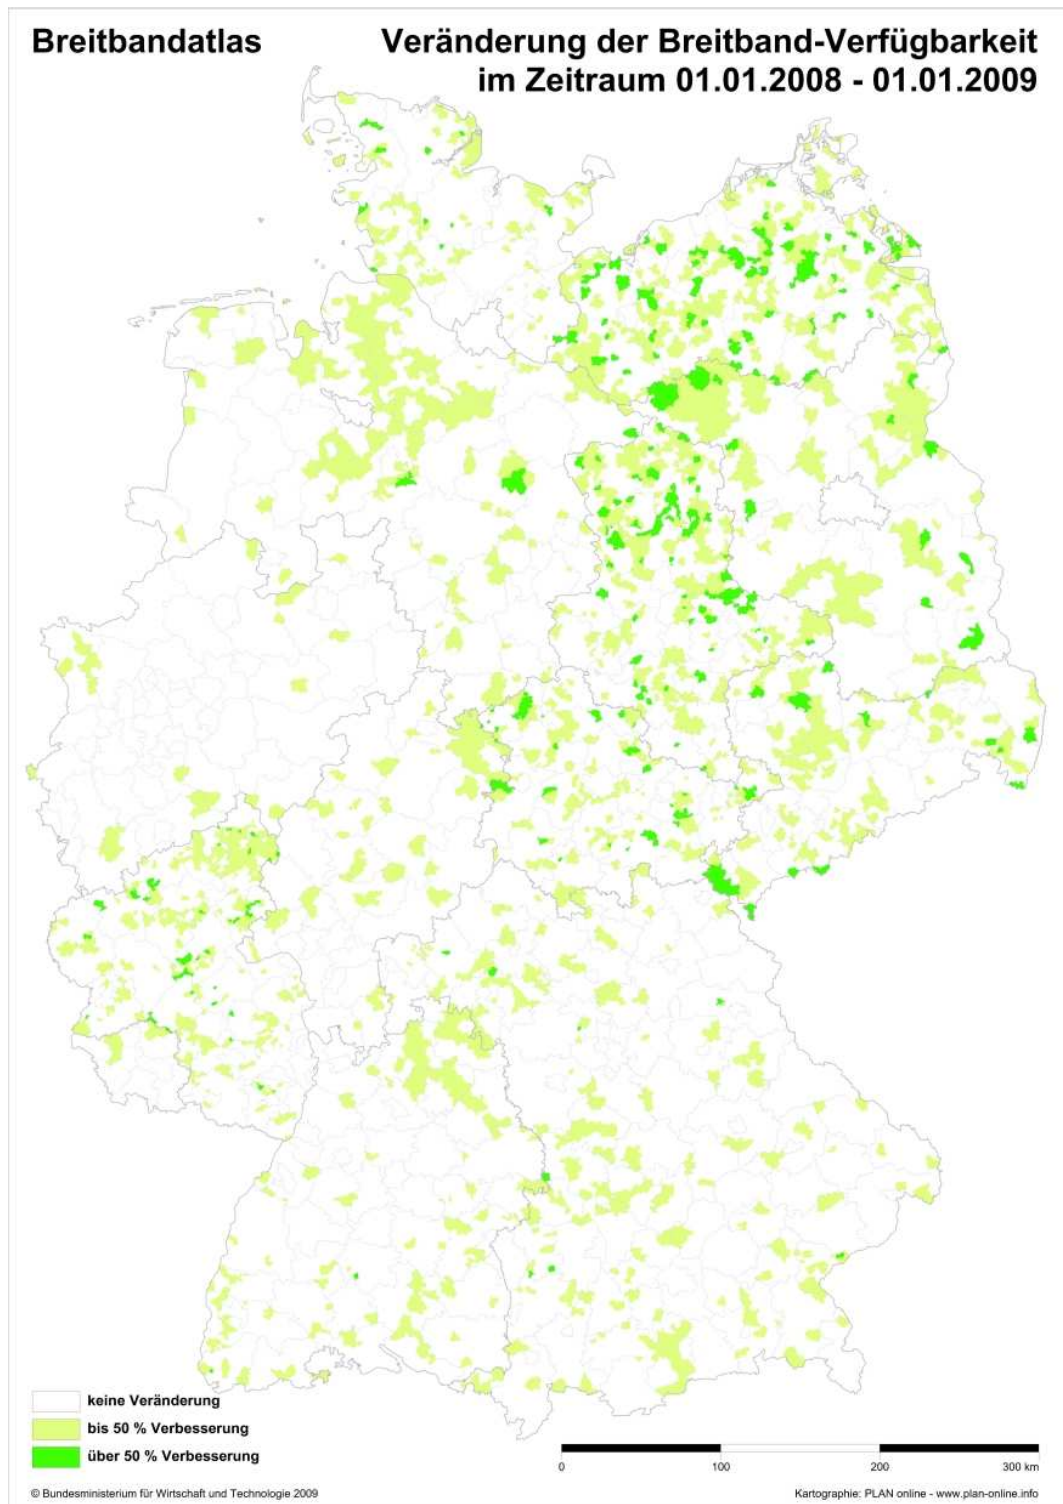 Breitbandatlas
Veränderung der Breitband-Verfügbarkeit
im Zeitraum 01.01.2008 - 01.01.2009
keine Veränderung
bis 50 % Verbesserung
über 50 % Verbesserung
0 100 200 300 km
© Bundesministerium für Wirtschaft und Technologie 2009
Kartographie: PLAN online - www.plan-online.info